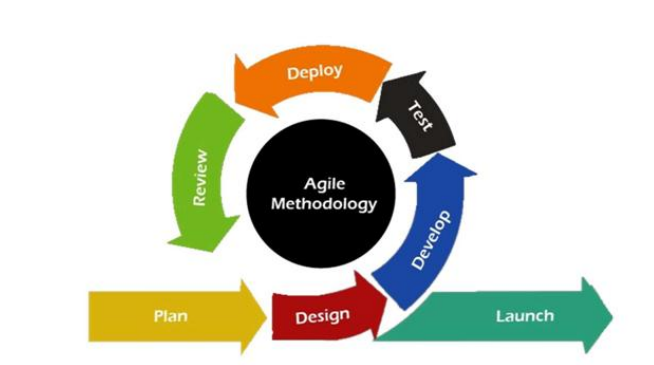 Deploy
Test
Review
Agile
Methodology
Develop
Plan
Design
Launch